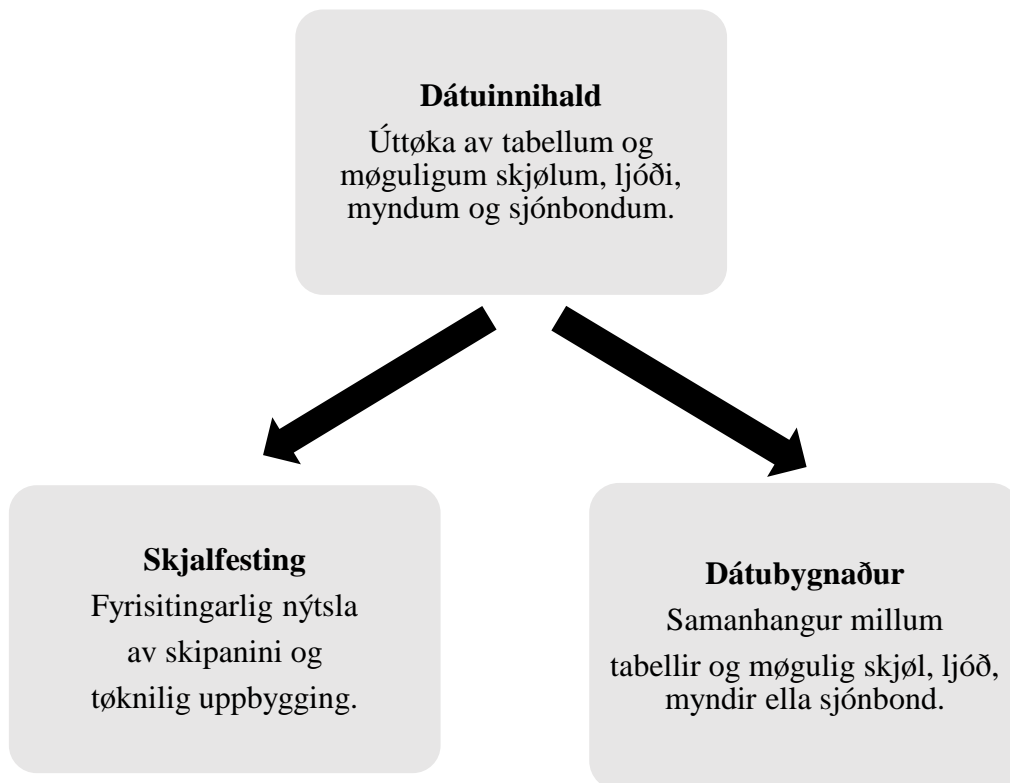 Dátuinnihald
Úttøka av tabellum og
møguligum skjølum, ljóði,
myndum og sjónbondum.
Skjalfesting
Fyrisitingarlig nýtsla
av skipanini og
tøknilig uppbygging.
Dátubygnaður
Samanhangur millum
tabellir og møgulig skjøl, ljóð,
myndir ella sjónbond.